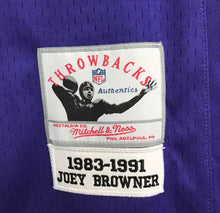 THROWBACKS
NFL
Authentics
NOSTALGIA CO.
Mitchell & Ness
PHILADELPHIA, PA
1983-1991
JOEY BROWNER